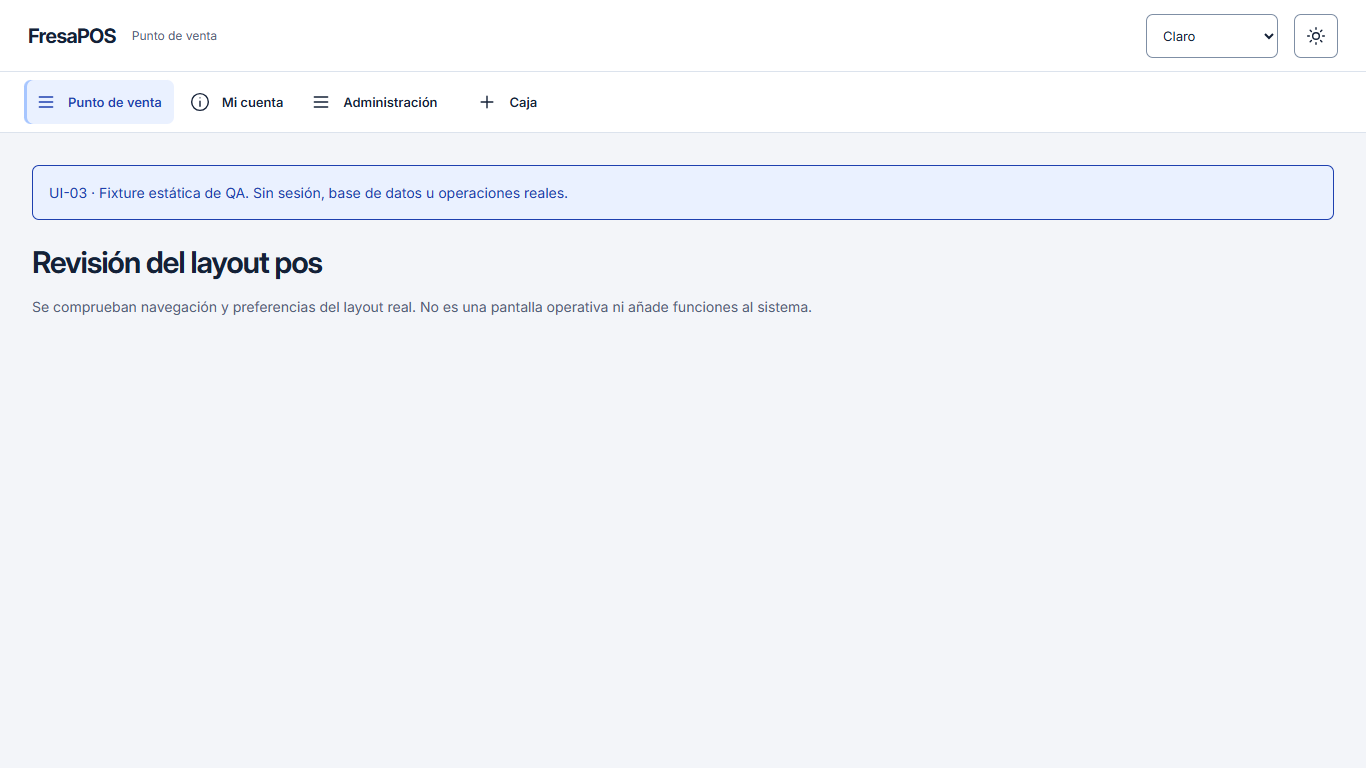 FresaPOS Punto de venta Claro
Punto de venta Mi cuenta Administración Caja
UI-03 · Fixture estática de QA. Sin sesión, base de datos u operaciones reales.
Revisión del layout pos
Se comprueban navegación y preferencias del layout real. No es una pantalla operativa ni añade funciones al sistema.